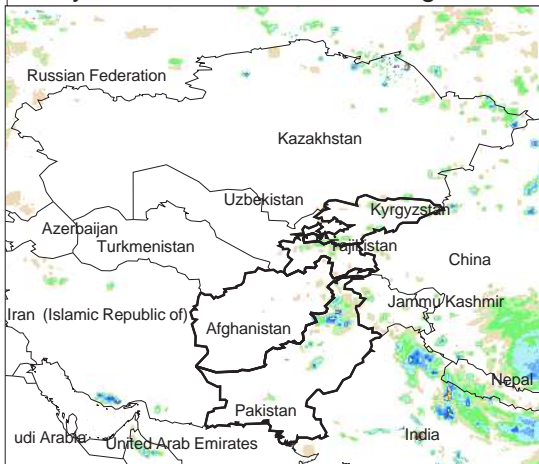 Russian Federation
Kazakhstan
Uzbekistan
Kyrgyzstan
Azerbaijan
Turkmenistan
Tajikistan
China
Iran (Islamic Republic of)
Jammu Kashmir
Afghanistan
Nepal
Pakistan
udi Arabia
United Arab Emirates
India